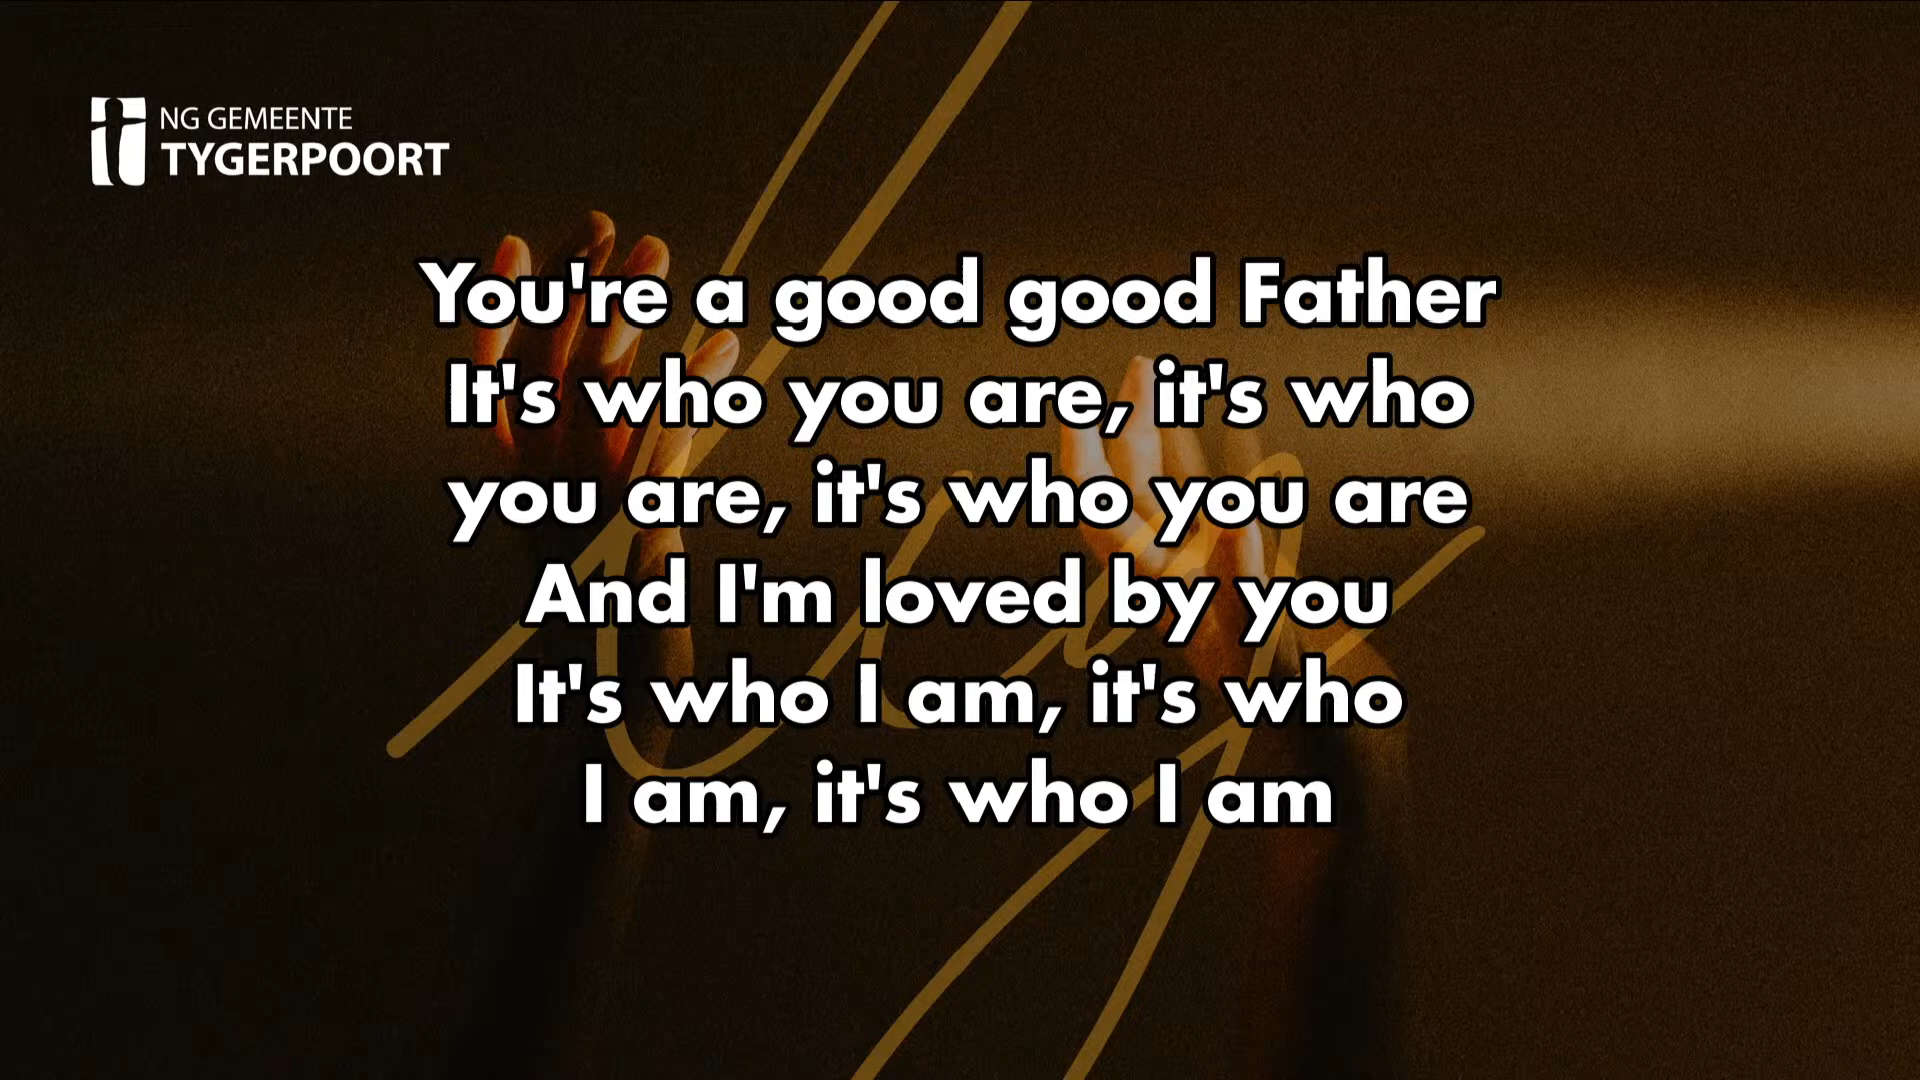 NG GEMEENTE
TYGERPOORT
You're a good good Father
It's who you are, it's who
you are, it's who you are
And I'm loved by you
It's who I am, it's who
I am, it's who I am